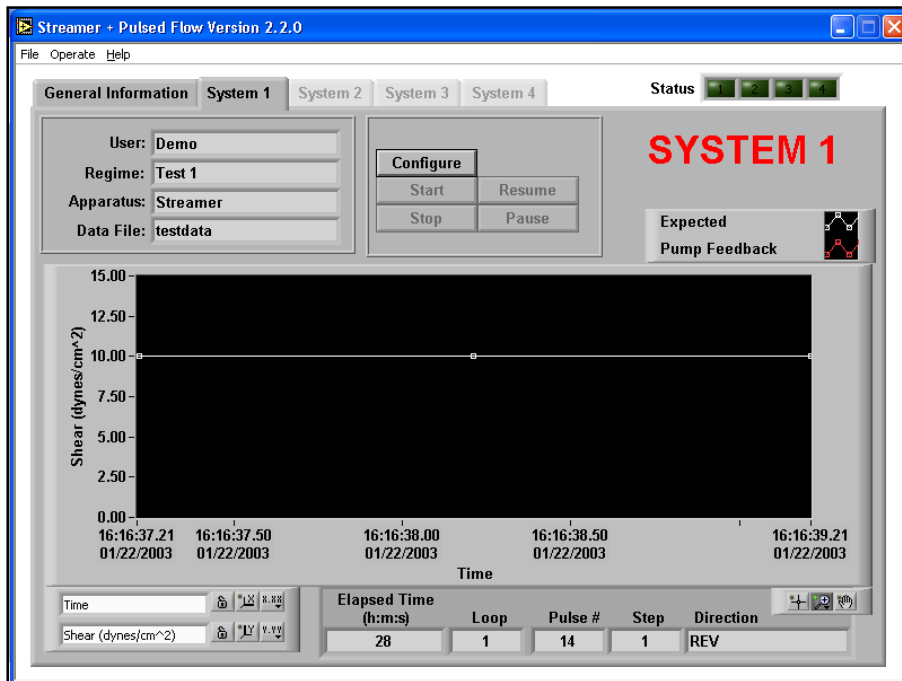 Streamer + Pulsed Flow Version 2.2.0
File Operate Help
General Information System 1 System 2 System 3 System 4 Status 1 2 3 4
User: Demo
Regime: Test 1
Apparatus: Streamer
Data File: testdata
Configure
Start Resume
Stop Pause
SYSTEM 1
Expected
Pump Feedback
Shear (dynes/cm^2)
15.00
12.50
10.00
7.50
5.00
2.50
0.00
16:16:37.21 16:16:37.50 16:16:38.00 16:16:38.50 16:16:39.21
01/22/2003 01/22/2003 01/22/2003 01/22/2003 01/22/2003
Time
Time X X.XX
Shear (dynes/cm^2) Y Y.YY
Elapsed Time
(h:m:s) Loop Pulse # Step Direction
28 1 14 1 REV